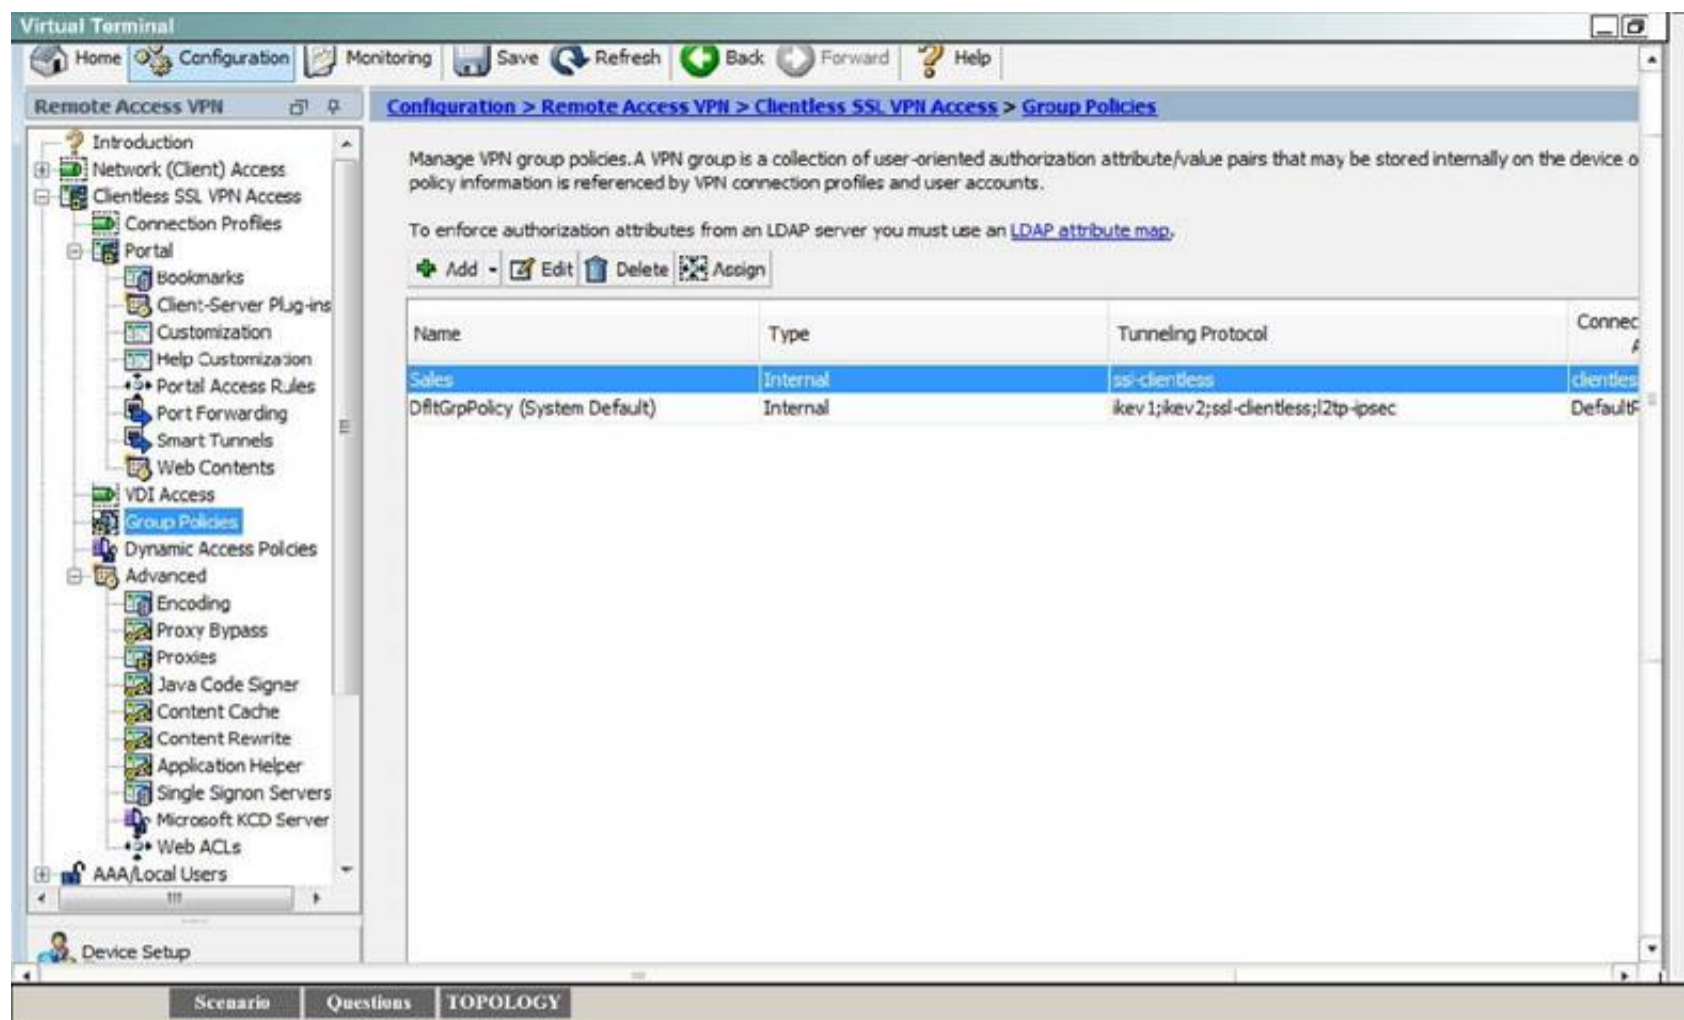 Virtual Terminal
Home Configuration Monitoring Save Refresh Back Forward Help
Remote Access VPN
Configuration > Remote Access VPN > Clientless SSL VPN Access > Group Policies
Introduction
Network (Client) Access
Clientless SSL VPN Access
Connection Profiles
Portal
Bookmarks
Client-Server Plug-ins
Customization
Help Customization
Portal Access Rules
Port Forwarding
Smart Tunnels
Web Contents
VDI Access
Group Policies
Dynamic Access Policies
Advanced
Encoding
Proxy Bypass
Proxies
Java Code Signer
Content Cache
Content Rewrite
Application Helper
Single Signon Servers
Microsoft KCD Server
Web ACLs
AAA/Local Users
Device Setup
Manage VPN group policies.A VPN group is a collection of user-oriented authorization attribute/value pairs that may be stored internally on the device o
policy information is referenced by VPN connection profiles and user accounts.
To enforce authorization attributes from an LDAP server you must use an LDAP attribute map.
Add Edit Delete Assign
Name Type Tunneling Protocol Connec
Sales Internal ssl-clientless clientles
DfltGrpPolicy (System Default) Internal ikev1;ikev2;ssl-clientless;l2tp-ipsec
Scenario Questions TOPOLOGY